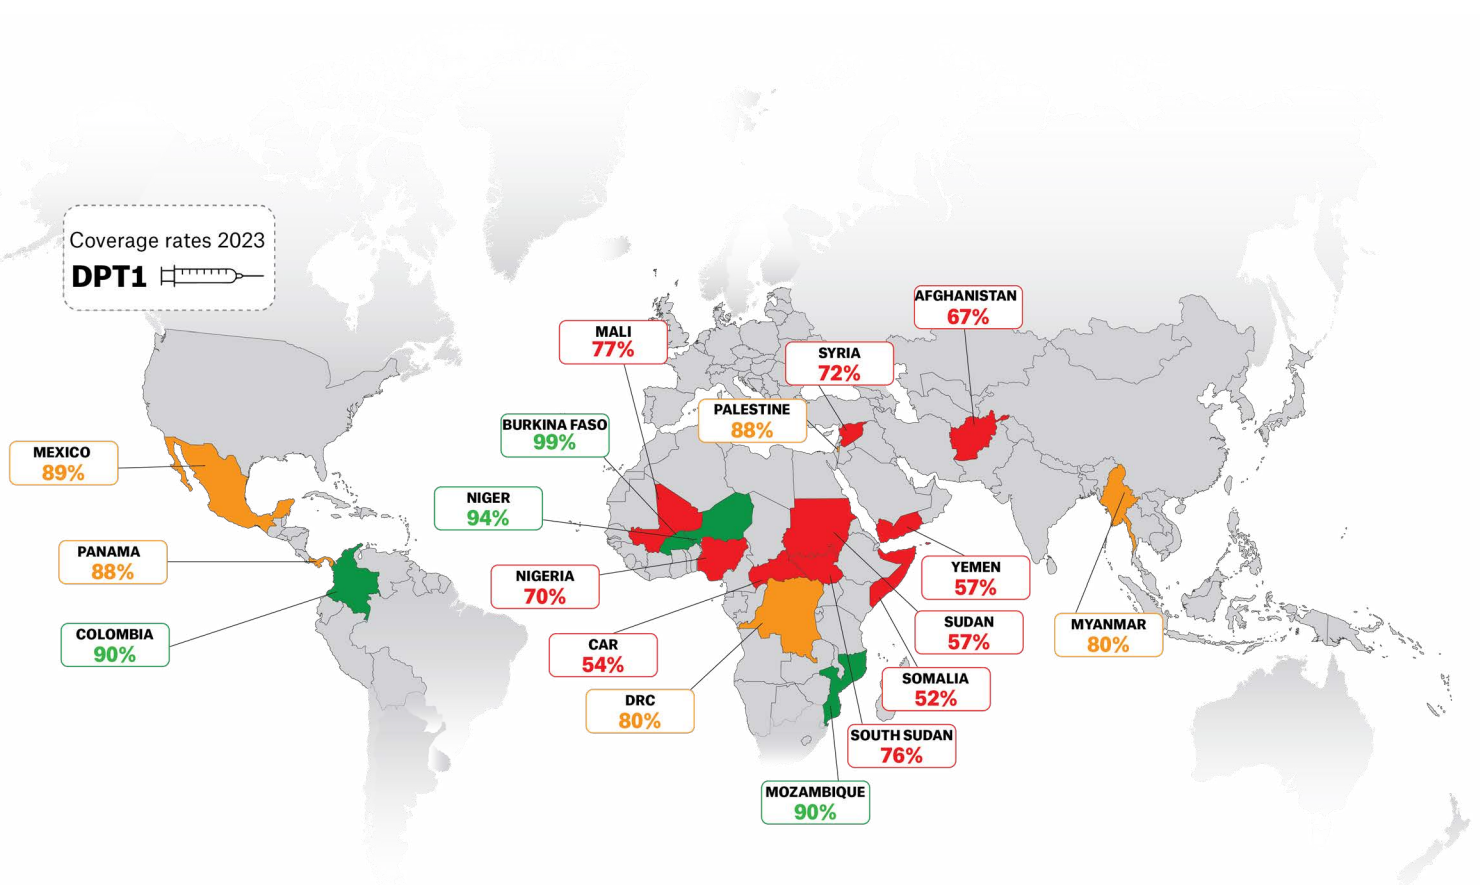 Coverage rates 2023
DPT1
AFGHANISTAN
67%
MALI
77%
SYRIA
72%
PALESTINE
88%
BURKINA FASO
99%
MEXICO
89%
NIGER
94%
PANAMA
88%
NIGERIA
70%
YEMEN
57%
COLOMBIA
90%
SUDAN
57%
MYANMAR
80%
CAR
54%
SOMALIA
52%
DRC
80%
SOUTH SUDAN
76%
MOZAMBIQUE
90%